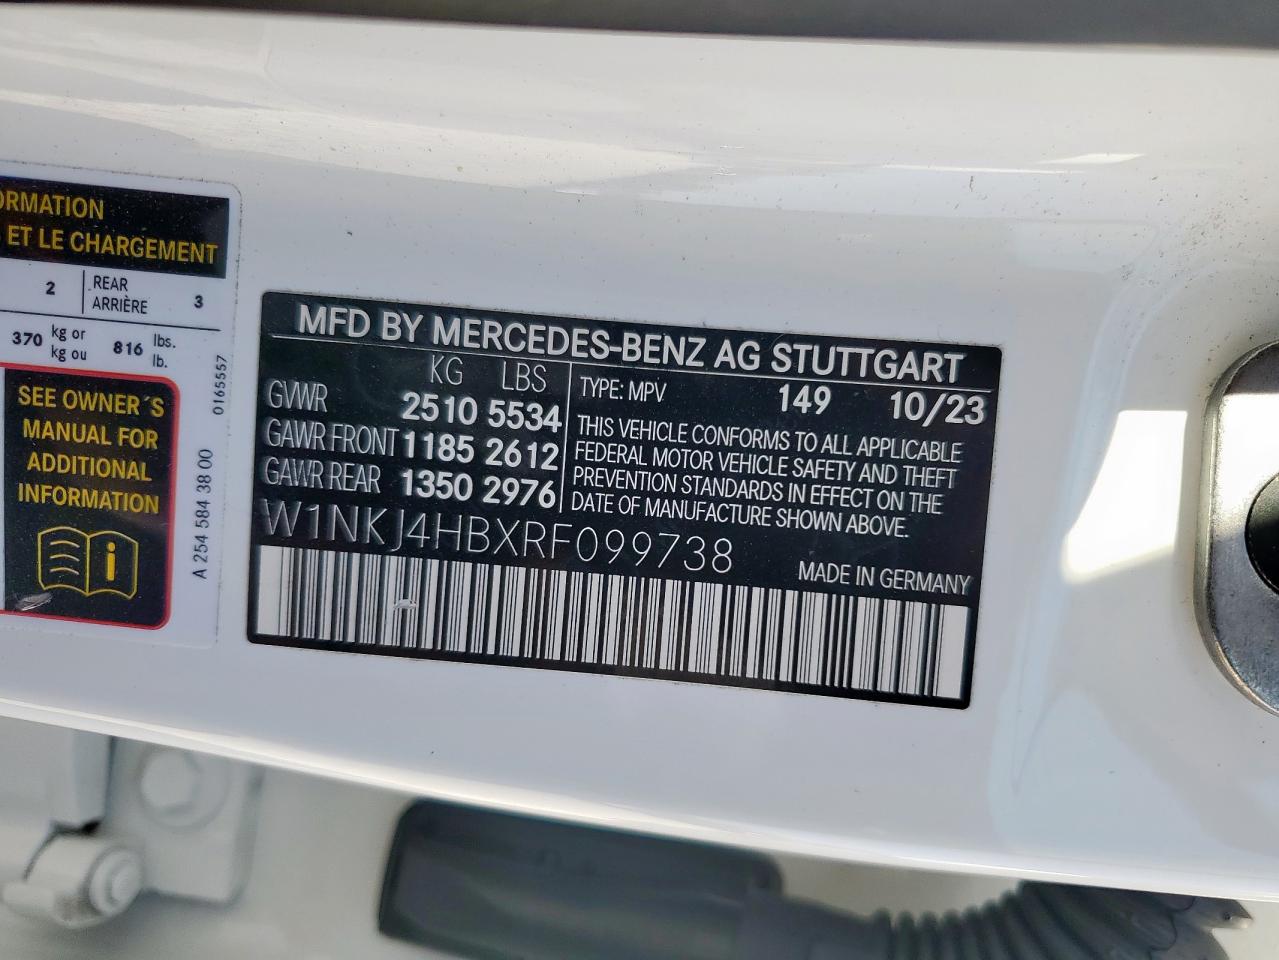 ORMATION
ET LE CHARGEMENT
2 REAR ARRIÈRE 3
370 kg or kg ou 816 lbs. lb.
SEE OWNER´S
MANUAL FOR
ADDITIONAL
INFORMATION
A 254 584 38 00
0165557
MFD BY MERCEDES-BENZ AG STUTTGART
KG LBS
GVWR 2510 5534
GAWR FRONT 1185 2612
GAWR REAR 1350 2976
TYPE: MPV 149 10/23
THIS VEHICLE CONFORMS TO ALL APPLICABLE
FEDERAL MOTOR VEHICLE SAFETY AND THEFT
PREVENTION STANDARDS IN EFFECT ON THE
DATE OF MANUFACTURE SHOWN ABOVE.
W1NKJ4HBXRF099738
MADE IN GERMANY